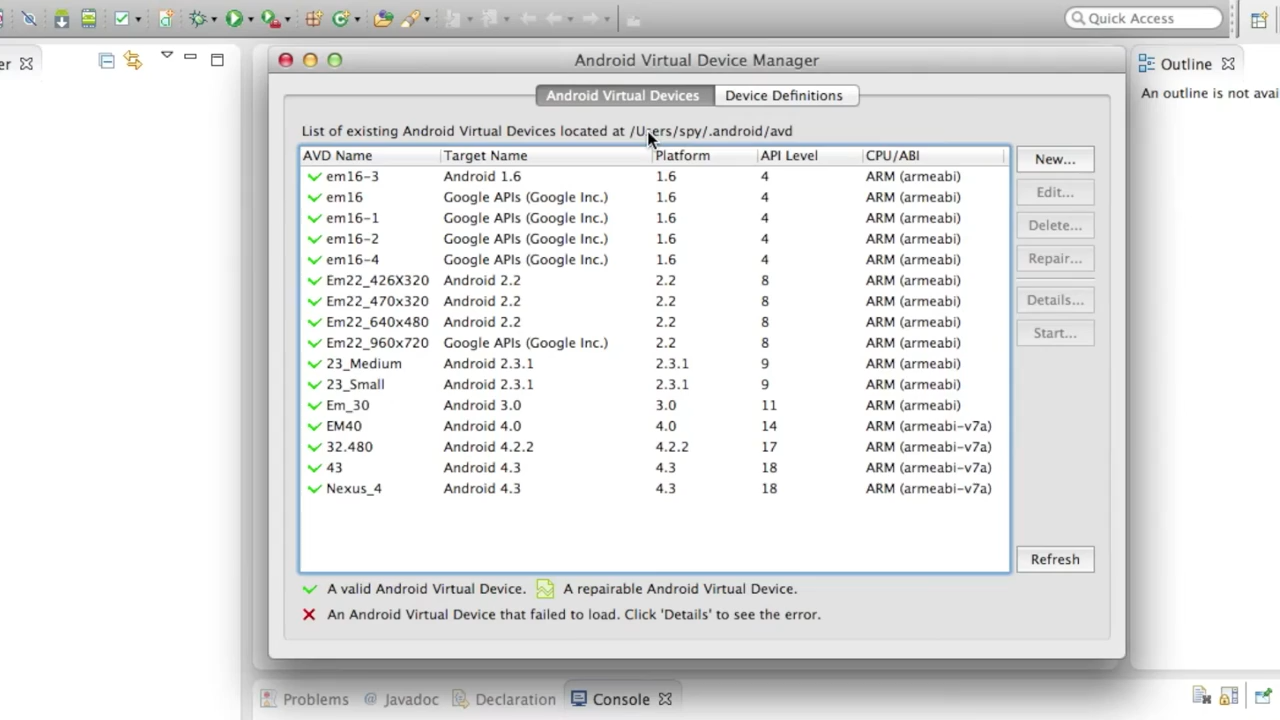 Quick Access
er
Android Virtual Device Manager
Outline
Android Virtual Devices
Device Definitions
An outline is not avai
List of existing Android Virtual Devices located at /Users/spy/.android/avd
AVD Name Target Name Platform API Level CPU/ABI
New...
em16-3 Android 1.6 1.6 4 ARM (armeabi)
Edit...
em16 Google APIs (Google Inc.) 1.6 4 ARM (armeabi)
em16-1 Google APIs (Google Inc.) 1.6 4 ARM (armeabi)
Delete...
em16-2 Google APIs (Google Inc.) 1.6 4 ARM (armeabi)
em16-4 Google APIs (Google Inc.) 1.6 4 ARM (armeabi)
Repair...
Em22_426X320 Android 2.2 2.2 8 ARM (armeabi)
Em22_470x320 Android 2.2 2.2 8 ARM (armeabi)
Details...
Em22_640x480 Android 2.2 2.2 8 ARM (armeabi)
Start...
Em22_960x720 Google APIs (Google Inc.) 2.2 8 ARM (armeabi)
23_Medium Android 2.3.1 2.3.1 9 ARM (armeabi)
23_Small Android 2.3.1 2.3.1 9 ARM (armeabi)
Em_30 Android 3.0 3.0 11 ARM (armeabi)
EM40 Android 4.0 4.0 14 ARM (armeabi-v7a)
32.480 Android 4.2.2 4.2.2 17 ARM (armeabi-v7a)
43 Android 4.3 4.3 18 ARM (armeabi-v7a)
Nexus_4 Android 4.3 4.3 18 ARM (armeabi-v7a)
Refresh
A valid Android Virtual Device. A repairable Android Virtual Device.
An Android Virtual Device that failed to load. Click 'Details' to see the error.
Problems @ Javadoc Declaration Console